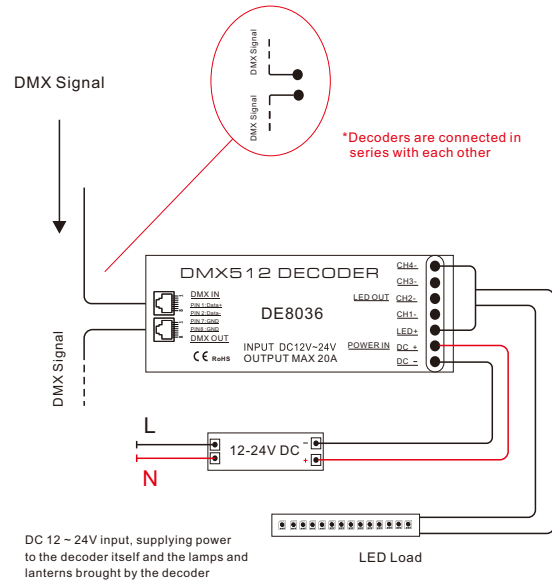 DMX Signal
DMX Signal
DMX Signal
*Decoders are connected in
series with each other
DMX512 DECODER
DMX IN
PIN 1:Data+
PIN 2:Data-
PIN 7:GND
PIN8:GND
DMX OUT
CE RoHS
DE8036
INPUT DC12V~24V
OUTPUT MAX 20A
LED OUT
POWER IN
CH4-
CH3-
CH2-
CH1-
LED+
DC +
DC -
DMX Signal
L
N
12-24V DC
-
+
LED Load
DC 12 ~ 24V input, supplying power
to the decoder itself and the lamps and
lanterns brought by the decoder